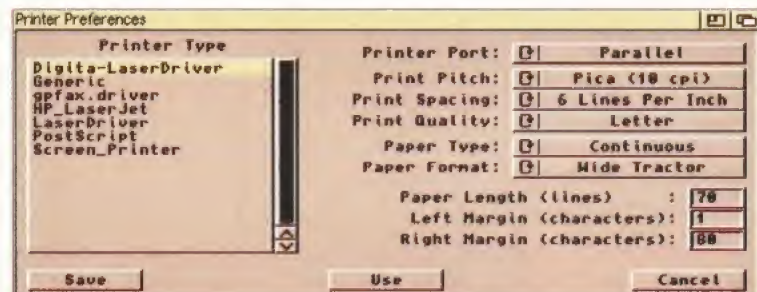 Printer Preferences
Printer Type
Digita-LaserDriver
Generic
gpfax.driver
HP_LaserJet
LaserDriver
PostScript
Screen_Printer
Printer Port: Parallel
Print Pitch: Pica (10 cpi)
Print Spacing: 6 Lines Per Inch
Print Quality: Letter
Paper Type: Continuous
Paper Format: Wide Tractor
Paper Length (lines) : 70
Left Margin (characters): 1
Right Margin (characters): 80
Save Use Cancel